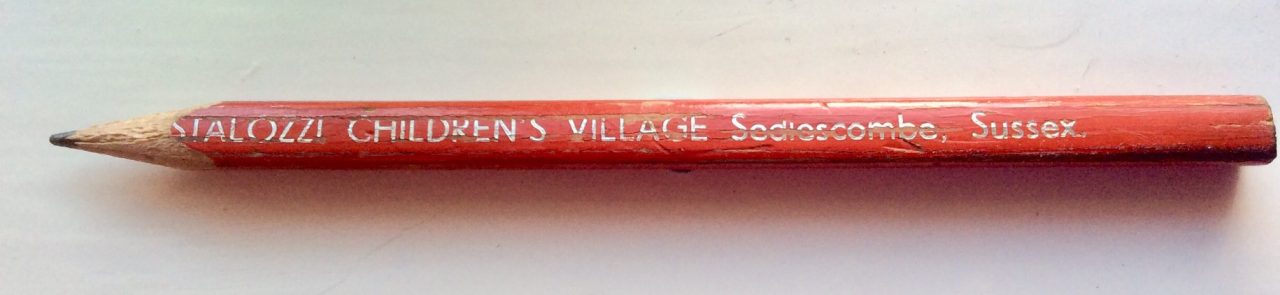 STALOZZI CHILDREN'S VILLAGE Sedlescombe, Sussex.